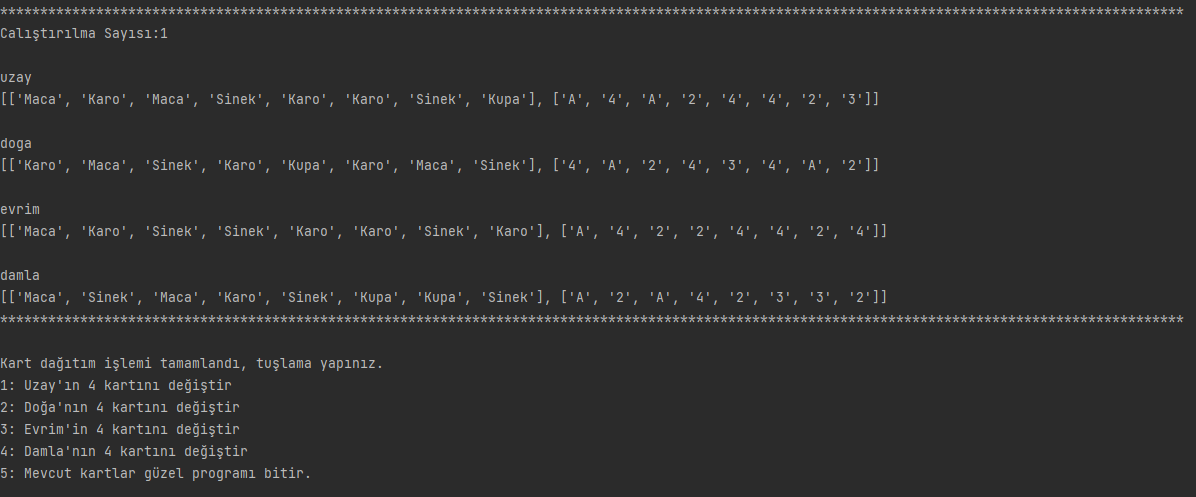 ****************************************************************************************************************************************************
Calıştırılma Sayısı:1
uzay
[['Maca', 'Karo', 'Maca', 'Sinek', 'Karo', 'Karo', 'Sinek', 'Kupa'], ['A', '4', 'A', '2', '4', '4', '2', '3']]
doga
[['Karo', 'Maca', 'Sinek', 'Karo', 'Kupa', 'Karo', 'Maca', 'Sinek'], ['4', 'A', '2', '4', '3', '4', 'A', '2']]
evrim
[['Maca', 'Karo', 'Sinek', 'Sinek', 'Karo', 'Karo', 'Sinek', 'Karo'], ['A', '4', '2', '2', '4', '4', '2', '4']]
damla
[['Maca', 'Sinek', 'Maca', 'Karo', 'Sinek', 'Kupa', 'Kupa', 'Sinek'], ['A', '2', 'A', '4', '2', '3', '3', '2']]
****************************************************************************************************************************************************
Kart dağıtım işlemi tamamlandı, tuşlama yapınız.
1: Uzay'ın 4 kartını değiştir
2: Doğa'nın 4 kartını değiştir
3: Evrim'in 4 kartını değiştir
4: Damla'nın 4 kartını değiştir
5: Mevcut kartlar güzel programı bitir.